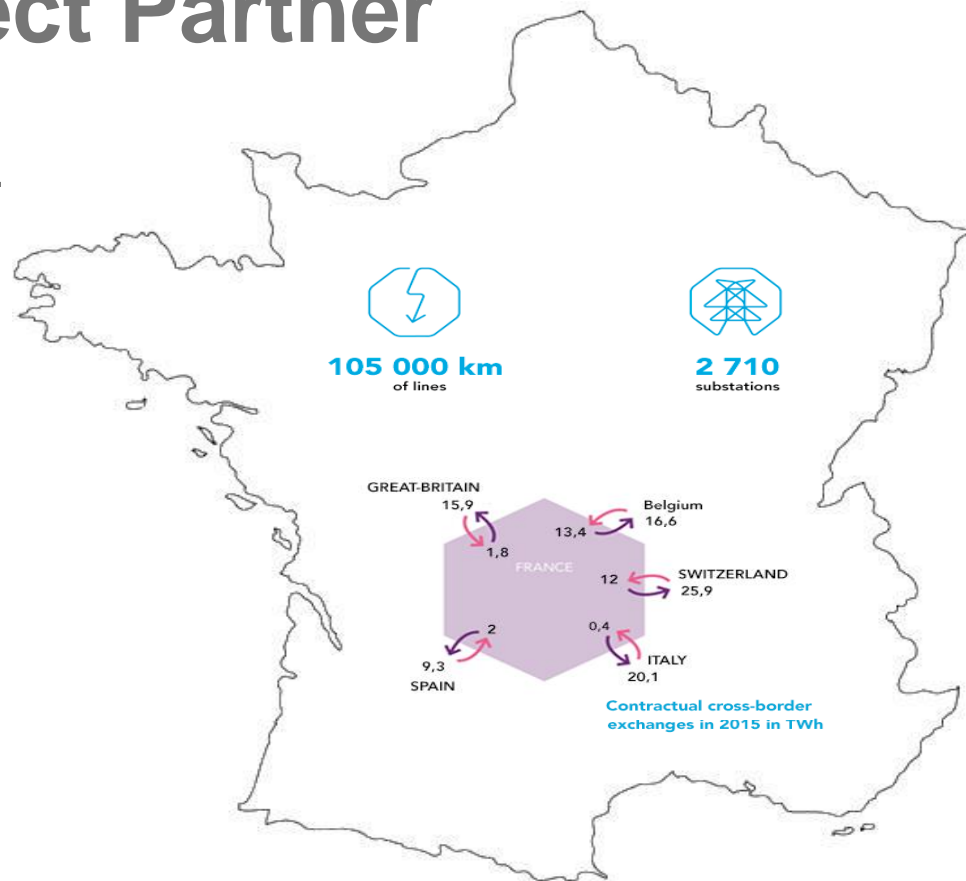 ect Partner
105 000 km
of lines
2 710
substations
GREAT-BRITAIN
15,9
1,8
Belgium
16,6
13,4
FRANCE
12
SWITZERLAND
25,9
2
9,3
SPAIN
0,4
ITALY
20,1
Contractual cross-border
exchanges in 2015 in TWh